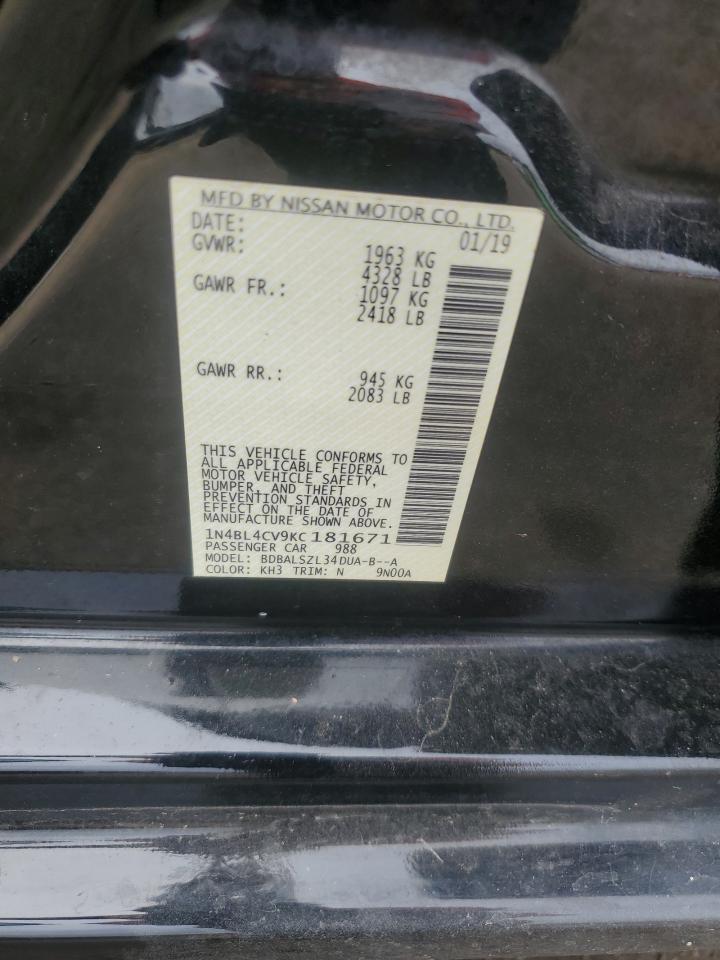 MFD BY NISSAN MOTOR CO., LTD.
DATE: 01/19
GVWR: 1963 KG
4328 LB
GAWR FR.: 1097 KG
2418 LB
GAWR RR.: 945 KG
2083 LB
THIS VEHICLE CONFORMS TO
ALL APPLICABLE FEDERAL
MOTOR VEHICLE SAFETY,
BUMPER, AND THEFT
PREVENTION STANDARDS IN
EFFECT ON THE DATE OF
MANUFACTURE SHOWN ABOVE.
1N4BL4CV9KC181671
PASSENGER CAR 988
MODEL: BDBALSZL34DUA-B--A
COLOR: KH3 TRIM: N 9N00A